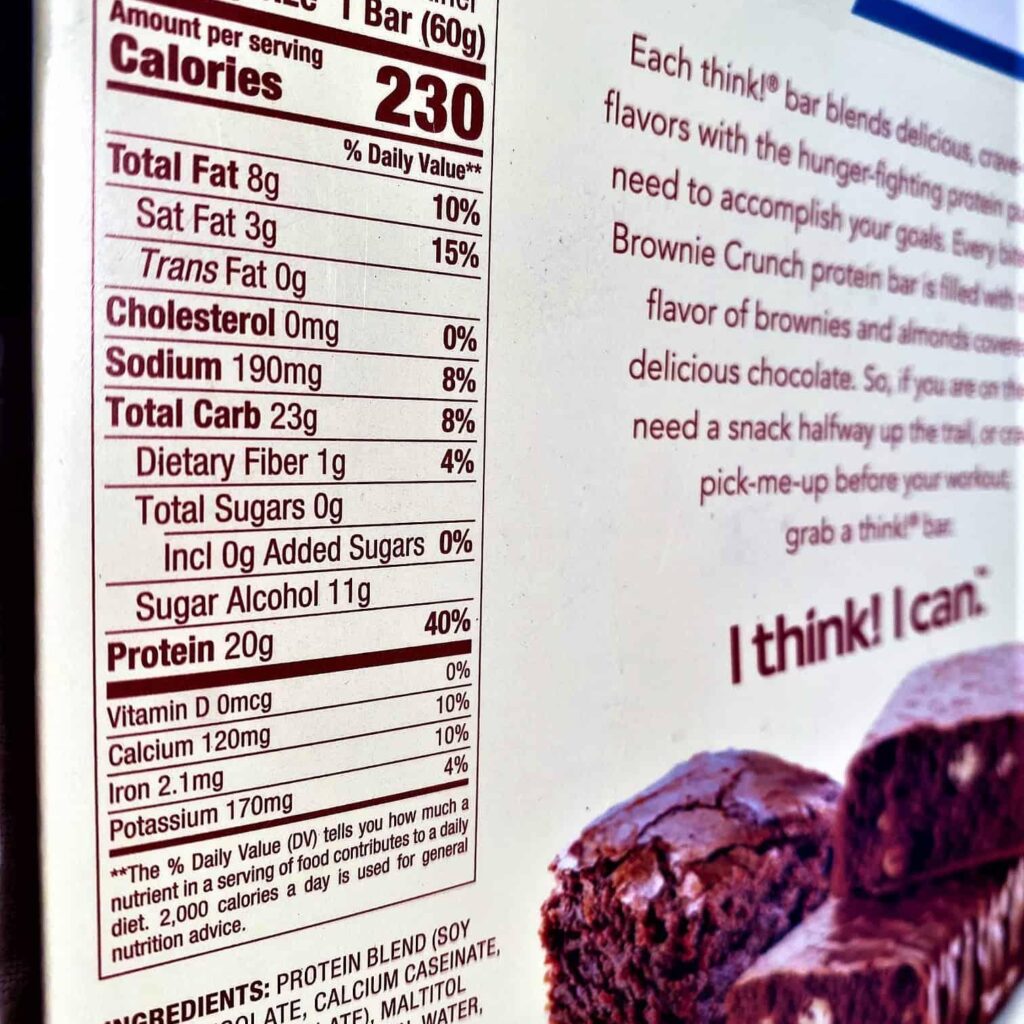 1 Bar (60g)
Amount per serving
Calories 230
% Daily Value**
Total Fat 8g 10%
Sat Fat 3g 15%
Trans Fat 0g
Cholesterol 0mg 0%
Sodium 190mg 8%
Total Carb 23g 8%
Dietary Fiber 1g 4%
Total Sugars 0g
Incl 0g Added Sugars 0%
Sugar Alcohol 11g
Protein 20g 40%
Vitamin D 0mcg 0%
Calcium 120mg 10%
Iron 2.1mg 10%
Potassium 170mg 4%
**The % Daily Value (DV) tells you how much a
nutrient in a serving of food contributes to a daily
diet. 2,000 calories a day is used for general
nutrition advice.
INGREDIENTS: PROTEIN BLEND (SOY
CALCIUM CASEINATE,
MALTITOL
WATER,
Each think!® bar blends delicious, crave-
flavors with the hunger-fighting protein
need to accomplish your goals. Every bite
Brownie Crunch protein bar is filled with
flavor of brownies and almonds
delicious chocolate. So, if you are on the
need a snack halfway up the trail, or
pick-me-up before your workout,
grab a think!® bar.
I think! I can.™